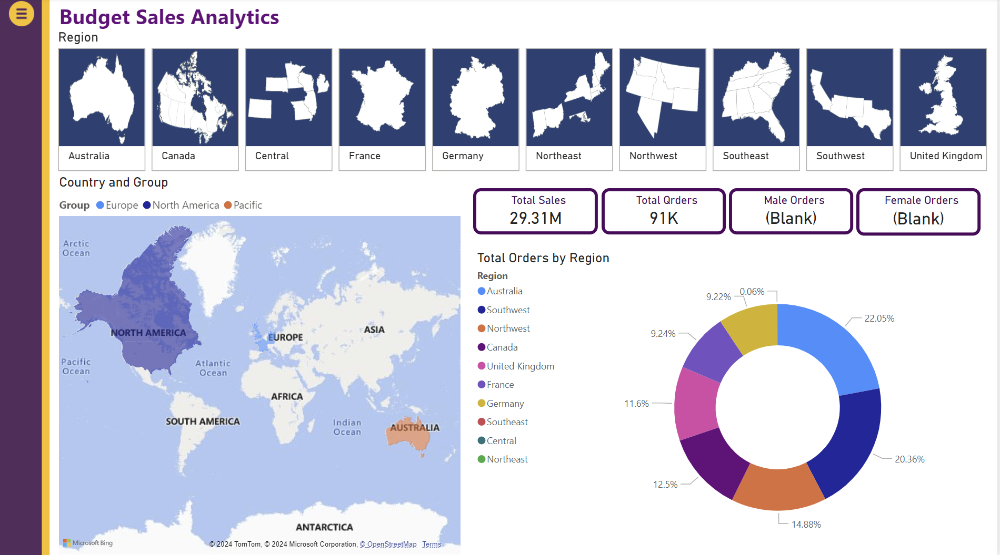 Budget Sales Analytics
Region
Australia
Canada
Central
France
Germany
Northeast
Northwest
Southeast
Southwest
United Kingdom
Country and Group
Group Europe North America Pacific
Arctic
Ocean
NORTH AMERICA
EUROPE
ASIA
Pacific
Ocean
Atlantic
Ocean
AFRICA
SOUTH AMERICA
Indian
Ocean
AUSTRALIA
ANTARCTICA
Microsoft Bing
© 2024 TomTom, © 2024 Microsoft Corporation, © OpenStreetMap Terms
Total Sales
29.31M
Total Qrders
91K
Male Orders
(Blank)
Female Orders
(Blank)
Total Orders by Region
Region
Australia
Southwest
Northwest
Canada
United Kingdom
France
Germany
Southeast
Central
Northeast
0.06%
9.22%
22.05%
9.24%
11.6%
20.36%
12.5%
14.88%